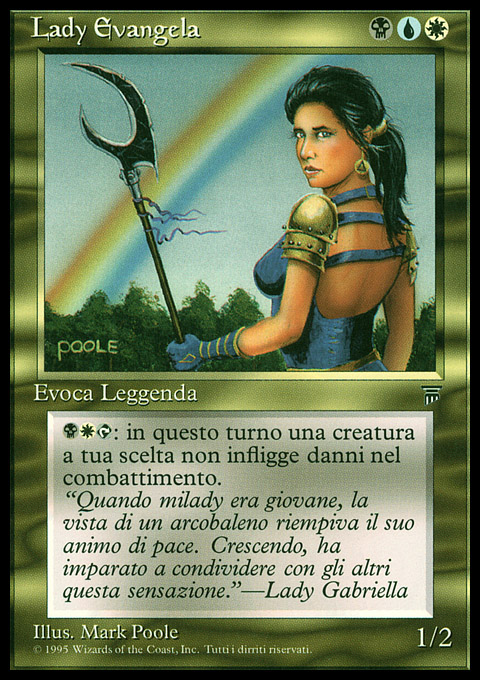 Lady Evangela
POOLE
Evoca Leggenda
: in questo turno una creatura
a tua scelta non infligge danni nel
combattimento.
“Quando milady era giovane, la
vista di un arcobaleno riempiva il suo
animo di pace. Crescendo, ha
imparato a condividere con gli altri
questa sensazione.”—Lady Gabriella
Illus. Mark Poole
1/2
© 1995 Wizards of the Coast, Inc. Tutti i dirriti riservati.